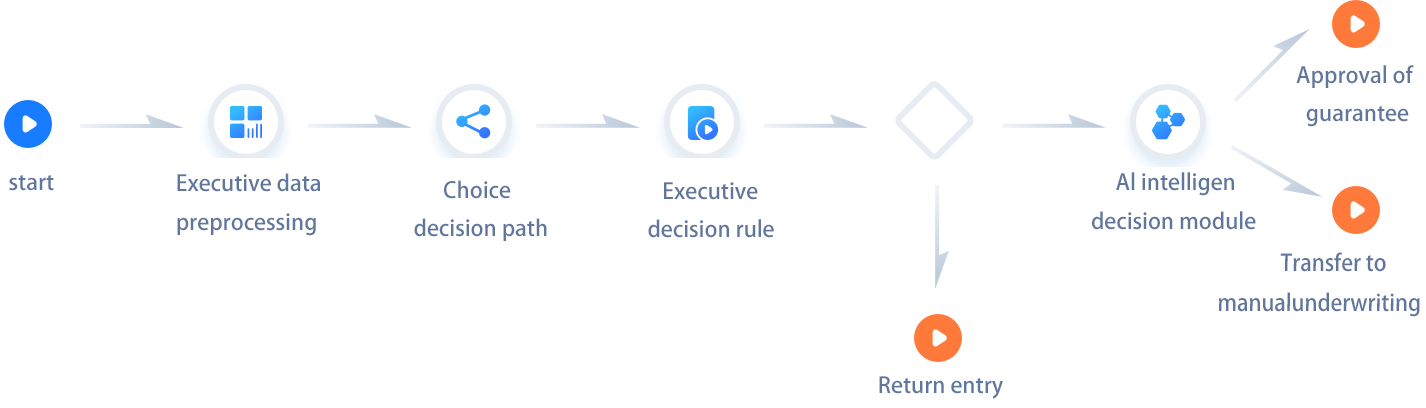 start
Executive data
preprocessing
Choice
decision path
Executive
decision rule
Return entry
Al intelligen
decision module
Approval of
guarantee
Transfer to
manualunderwriting